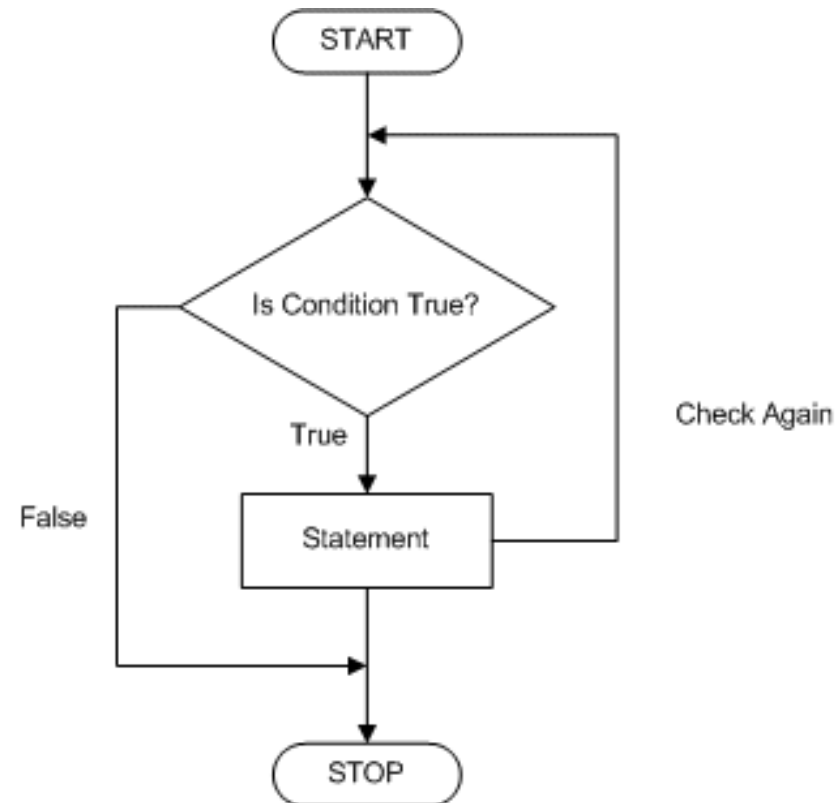 START
Is Condition True?
True
Check Again
False
Statement
STOP